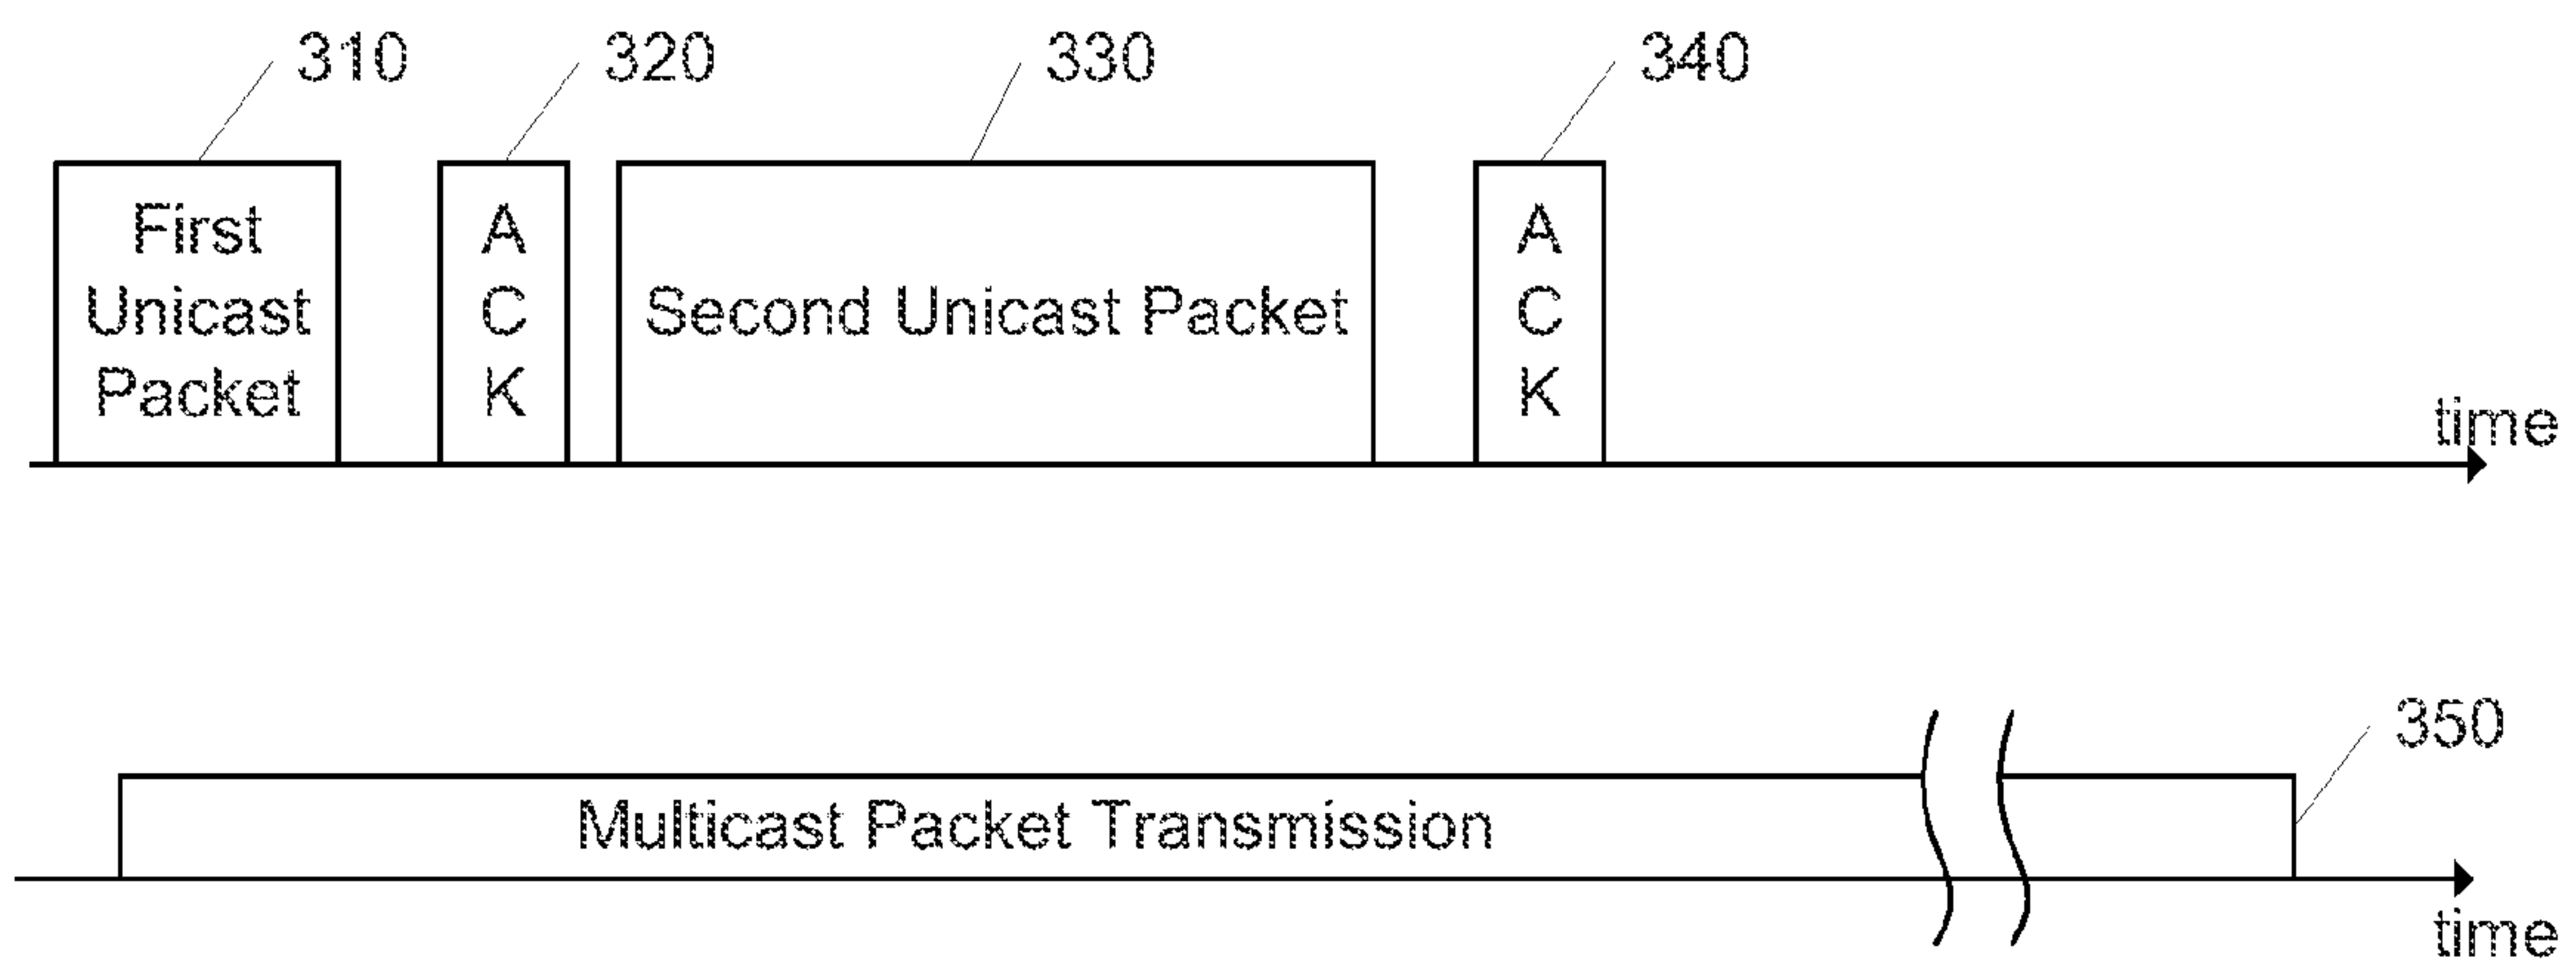 310
320
330
340
First
Unicast
Packet
A
C
K
Second Unicast Packet
A
C
K
time
350
Multicast Packet Transmission
time